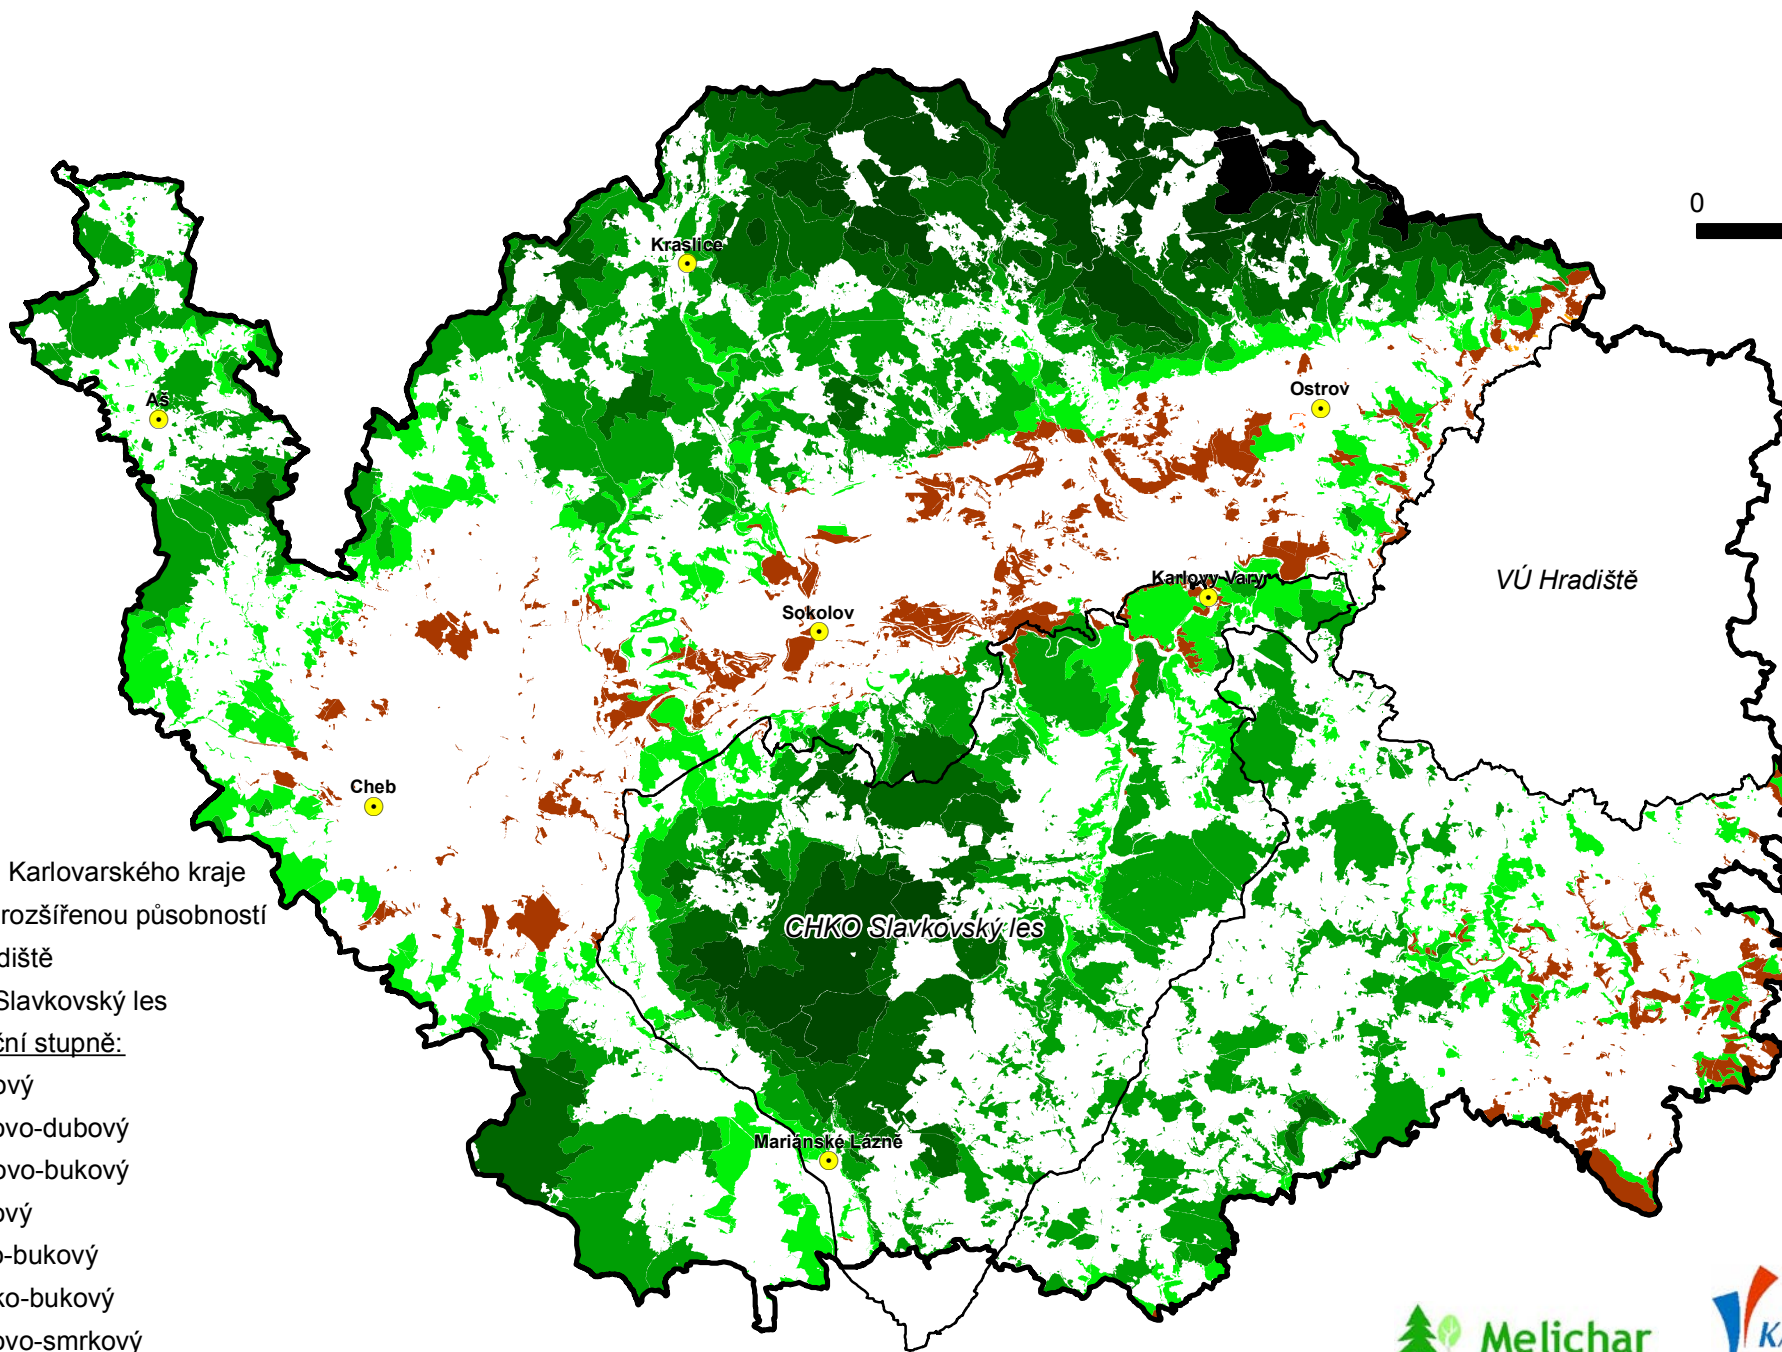 0
Kraslice
Aš
Ostrov
VÚ Hradiště
Karlovy Vary
Sokolov
Cheb
Karlovarského kraje
rozšířenou působností
diště
CHKO Slavkovský les
Slavkovský les
ční stupně:
ový
ovo-dubový
ovo-bukový
ový
o-bukový
Mariánské Lázně
ko-bukový
ovo-smrkový
Melichar